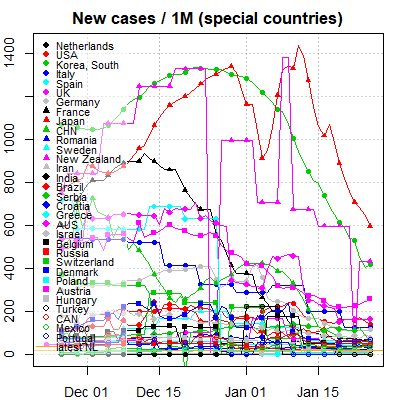 New cases / 1M (special countries)
1400
1000
800
600
400
200
0
Netherlands
USA
Korea, South
Italy
Spain
UK
Germany
France
Japan
CHN
Romania
Sweden
New Zealand
Iran
India
Brazil
Serbia
Croatia
Greece
AUS
Israel
Belgium
Russia
Switzerland
Denmark
Poland
Austria
Hungary
Turkey
CAN
Mexico
Portugal
latest NL
Dec 01
Dec 15
Jan 01
Jan 15